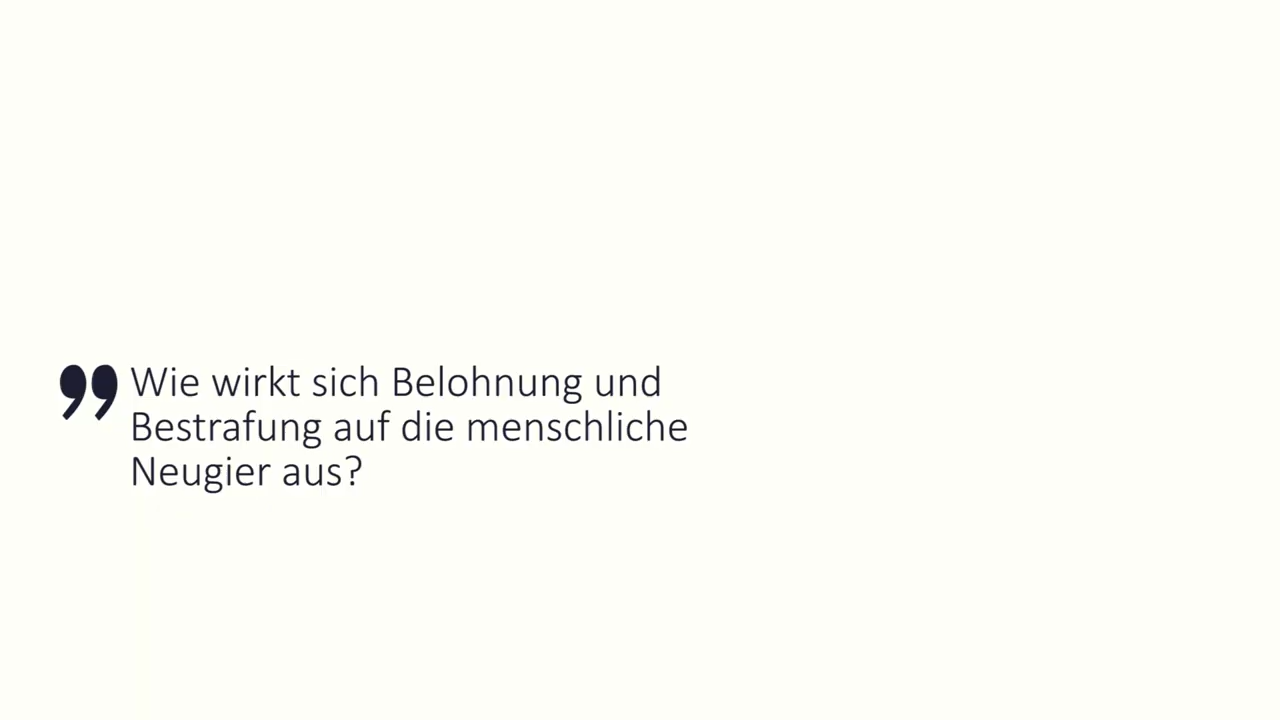 ” Wie wirkt sich Belohnung und
Bestrafung auf die menschliche
Neugier aus?